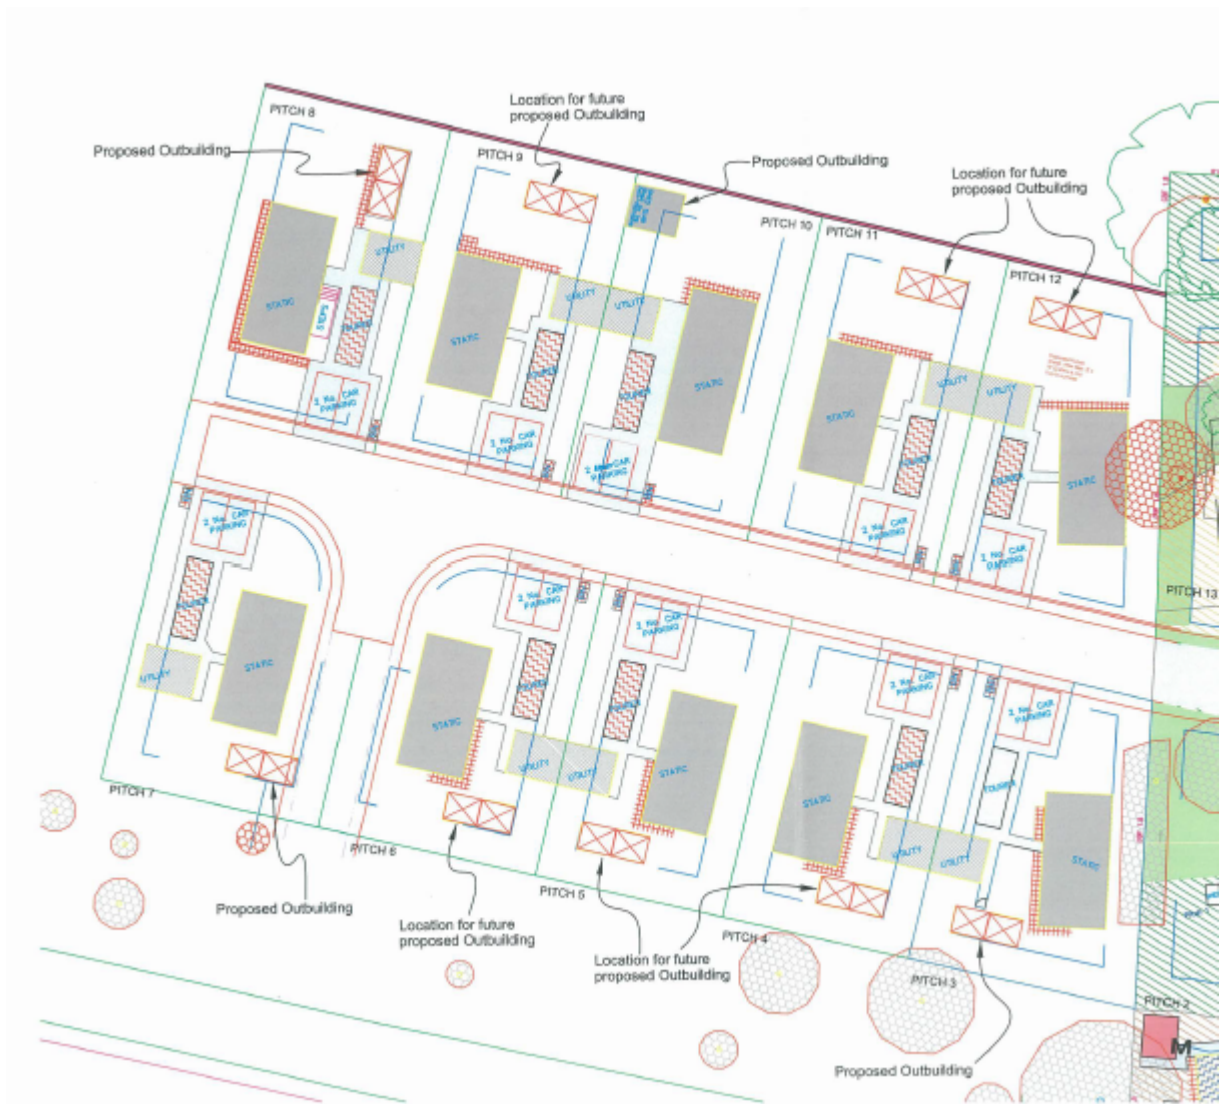 PITCH 8
Location for future
proposed Outbuilding
Proposed Outbuilding
PITCH 9
Proposed Outbuilding
Location for future
proposed Outbuilding
PITCH 10
PITCH 11
PITCH 12
UTILITY
UTILITY
UTILITY
STATIC
STEPS
TOURER
STATIC
TOURER
TOURER
STATIC
UTILITY
UTILITY
STATIC
TOURER
TOURER
STATIC
2 No. CAR
PARKING
2 No. CAR
PARKING
2 No. CAR
PARKING
2 No. CAR
PARKING
2 No. CAR
PARKING
PITCH 13
2 No. CAR
PARKING
TOURER
STATIC
UTILITY
2 No. CAR
PARKING
2 No. CAR
PARKING
TOURER
TOURER
STATIC
UTILITY
UTILITY
STATIC
2 No. CAR
PARKING
2 No. CAR
PARKING
TOURER
TOURER
STATIC
UTILITY
UTILITY
STATIC
PITCH 7
PITCH 6
PITCH 5
PITCH 4
PITCH 3
PITCH 2
Proposed Outbuilding
Location for future
proposed Outbuilding
Location for future
proposed Outbuilding
Proposed Outbuilding
M